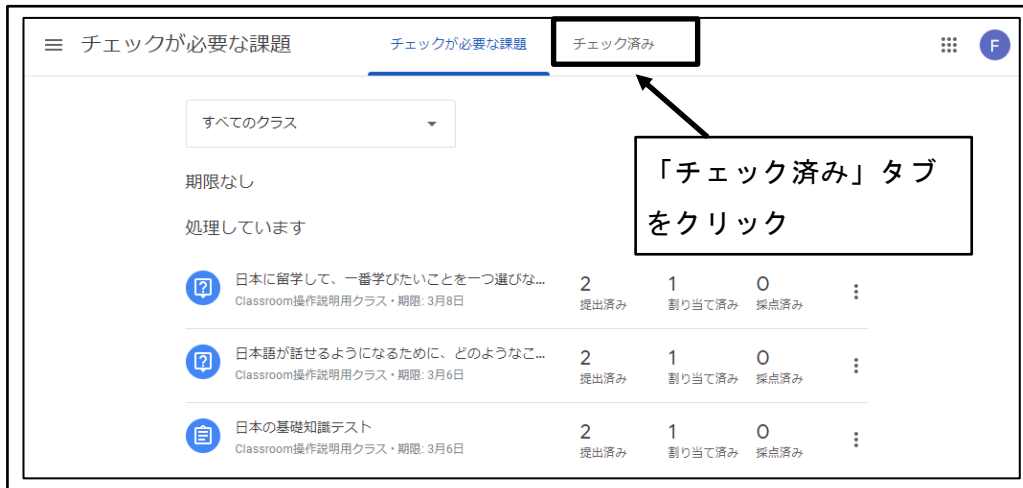 チェックが必要な課題
チェックが必要な課題
チェック済み
F
すべてのクラス
「チェック済み」タブ
をクリック
期限なし
処理しています
日本に留学して、一番学びたいことを一つ選びな...
Classroom操作説明用クラス・期限: 3月8日
2 1 0
提出済み 割り当て済み 採点済み
日本語が話せるようになるために、どのようなこ...
Classroom操作説明用クラス・期限: 3月6日
2 1 0
提出済み 割り当て済み 採点済み
日本の基礎知識テスト
Classroom操作説明用クラス・期限: 3月6日
2 1 0
提出済み 割り当て済み 採点済み